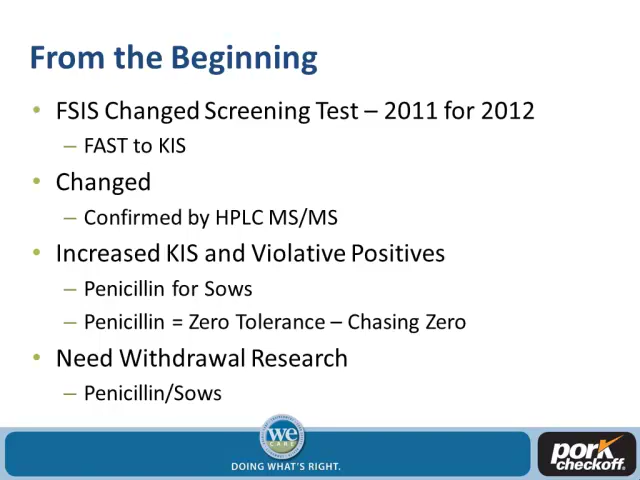 From the Beginning
• FSIS Changed Screening Test – 2011 for 2012
– FAST to KIS
• Changed
– Confirmed by HPLC MS/MS
• Increased KIS and Violative Positives
– Penicillin for Sows
– Penicillin = Zero Tolerance – Chasing Zero
• Need Withdrawal Research
– Penicillin/Sows
we
CARE
DOING WHAT'S RIGHT.
pork
checkoff®